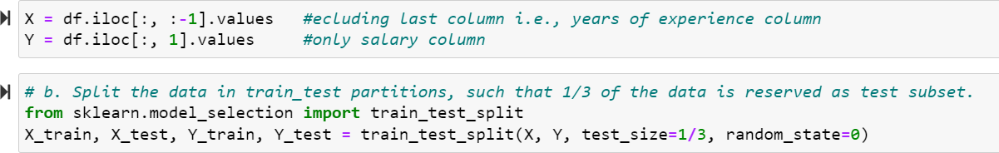 X = df.iloc[:, :-1].values   #ecluding last column i.e., years of experience column
Y = df.iloc[:, 1].values     #only salary column
# b. Split the data in train_test partitions, such that 1/3 of the data is reserved as test subset.
from sklearn.model_selection import train_test_split
X_train, X_test, Y_train, Y_test = train_test_split(X, Y, test_size=1/3, random_state=0)